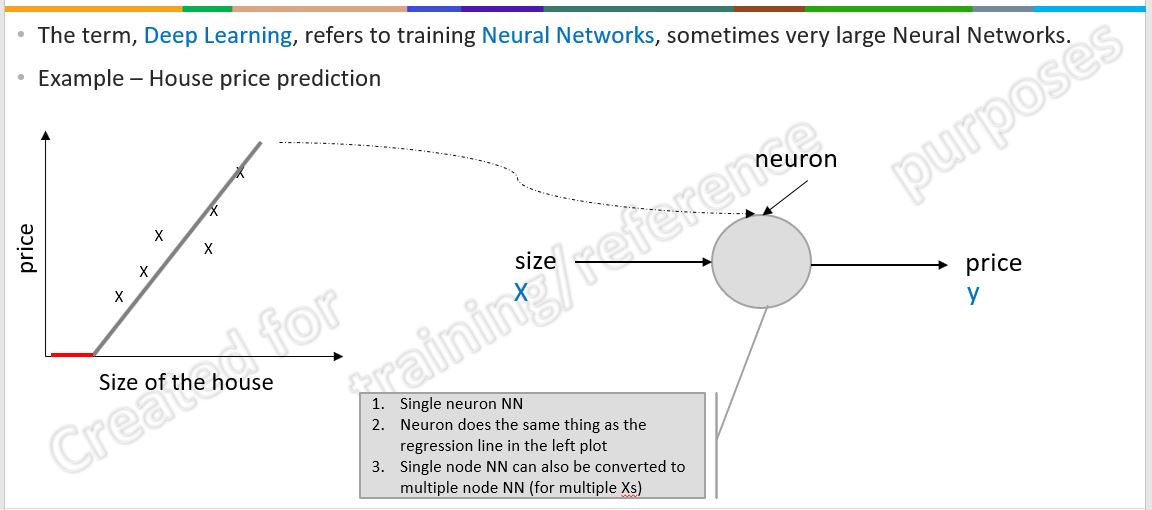 • The term, Deep Learning, refers to training Neural Networks, sometimes very large Neural Networks.
• Example – House price prediction
price
x
x
x
x
x
x
Size of the house
neuron
size
X
price
y
1. Single neuron NN
2. Neuron does the same thing as the
regression line in the left plot
3. Single node NN can also be converted to
multiple node NN (for multiple Xs)
Created for
training/reference
purposes